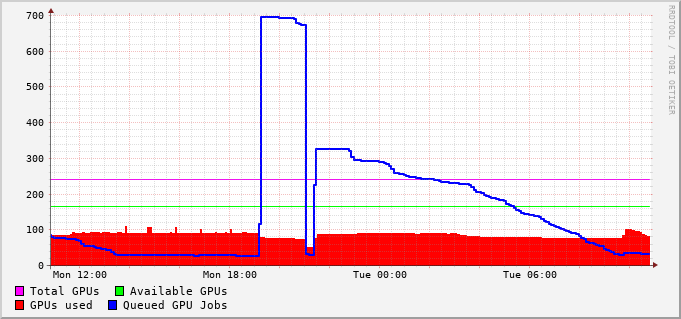 700
600
500
400
300
200
100
0
Mon 12:00 Mon 18:00 Tue 00:00 Tue 06:00
Total GPUs Available GPUs
GPUs used Queued GPU Jobs
RRDTOOL / TOBI OETIKER